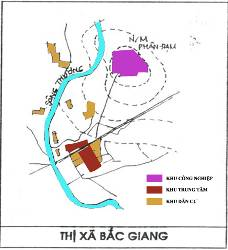 N/M
PHÂN ĐẠM
SÔNG THƯƠNG
KHU CÔNG NGHIỆP
KHU TRUNG TÂM
KHU DÂN CƯ
THỊ XÃ BẮC GIANG